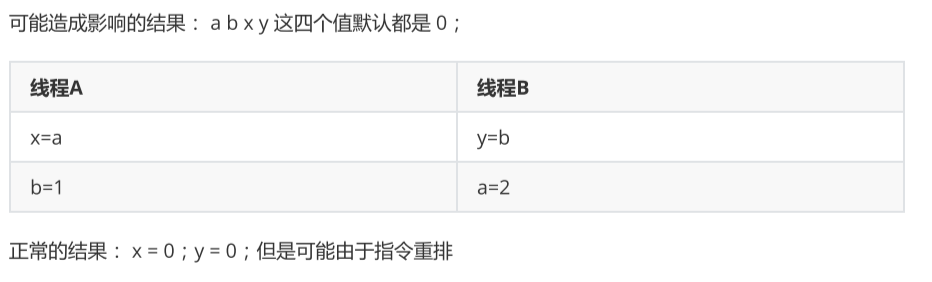 可能造成影响的结果： a b x y 这四个值默认都是 0；
线程A 线程B
x=a y=b
b=1 a=2
正常的结果： x = 0；y = 0；但是可能由于指令重排